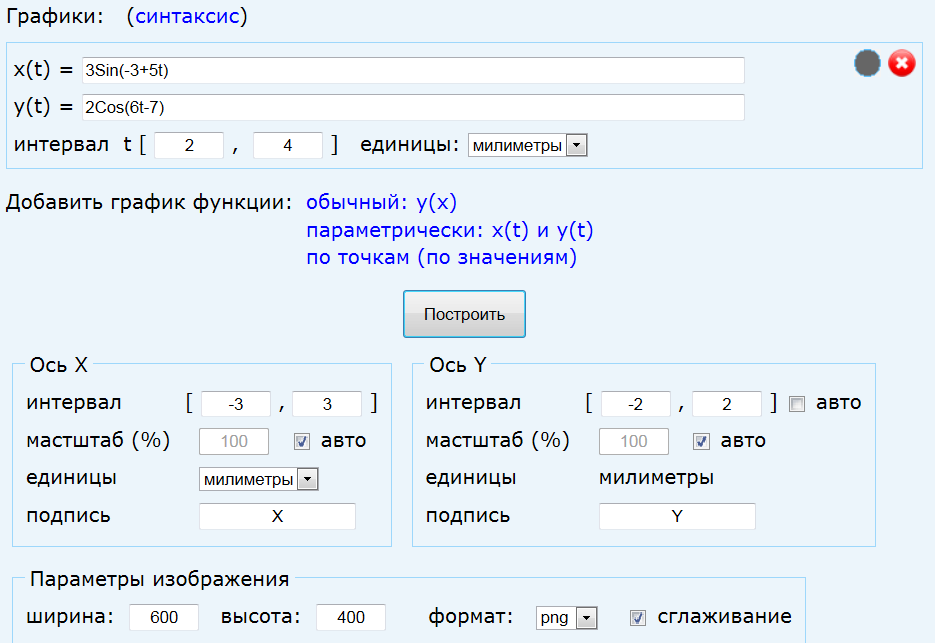 Графики: (синтаксис)
x(t) = 3Sin(-3+5t)
y(t) = 2Cos(6t-7)
интервал t [ 2 , 4 ] единицы: милиметры
Добавить график функции: обычный: y(x)
параметрически: x(t) и y(t)
по точкам (по значениям)
Построить
Ось X
интервал [ -3 , 3 ]
мастштаб (%) 100 авто
единицы милиметры
подпись X
Ось Y
интервал [ -2 , 2 ] авто
мастштаб (%) 100 авто
единицы милиметры
подпись Y
Параметры изображения
ширина: 600 высота: 400 формат: png сглаживание